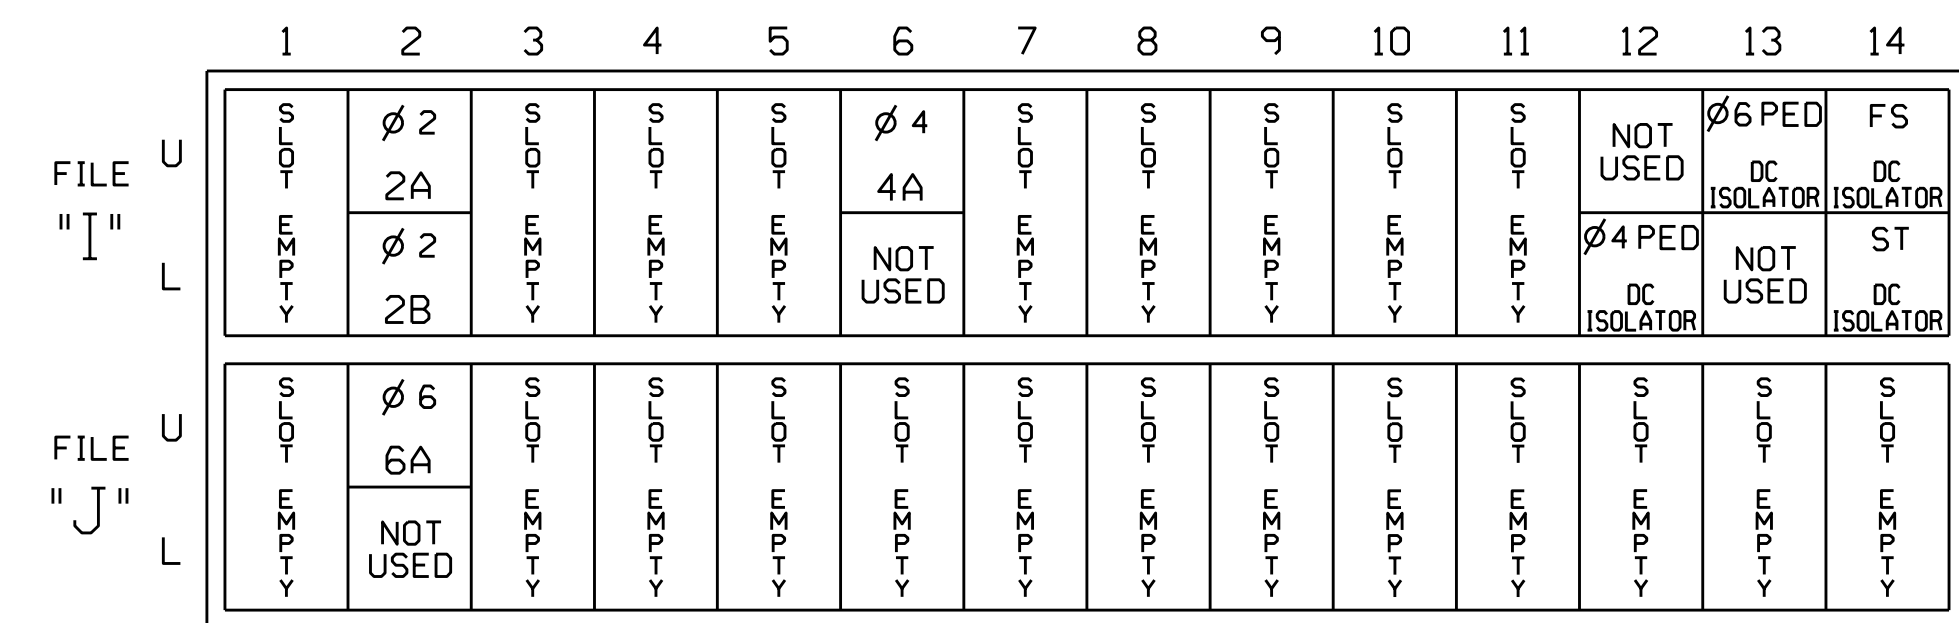 1 2 3 4 5 6 7 8 9 10 11 12 13 14
FILE
"I"
U
L
SLOT EMPTY
Ø 2
2A
Ø 2
2B
SLOT EMPTY
SLOT EMPTY
SLOT EMPTY
Ø 4
4A
NOT
USED
SLOT EMPTY
SLOT EMPTY
SLOT EMPTY
SLOT EMPTY
SLOT EMPTY
NOT
USED
Ø4 PED
DC
ISOLATOR
Ø6 PED
DC
ISOLATOR
NOT
USED
FS
DC
ISOLATOR
ST
DC
ISOLATOR
FILE
"J"
U
L
SLOT EMPTY
Ø 6
6A
NOT
USED
SLOT EMPTY
SLOT EMPTY
SLOT EMPTY
SLOT EMPTY
SLOT EMPTY
SLOT EMPTY
SLOT EMPTY
SLOT EMPTY
SLOT EMPTY
SLOT EMPTY
SLOT EMPTY
SLOT EMPTY